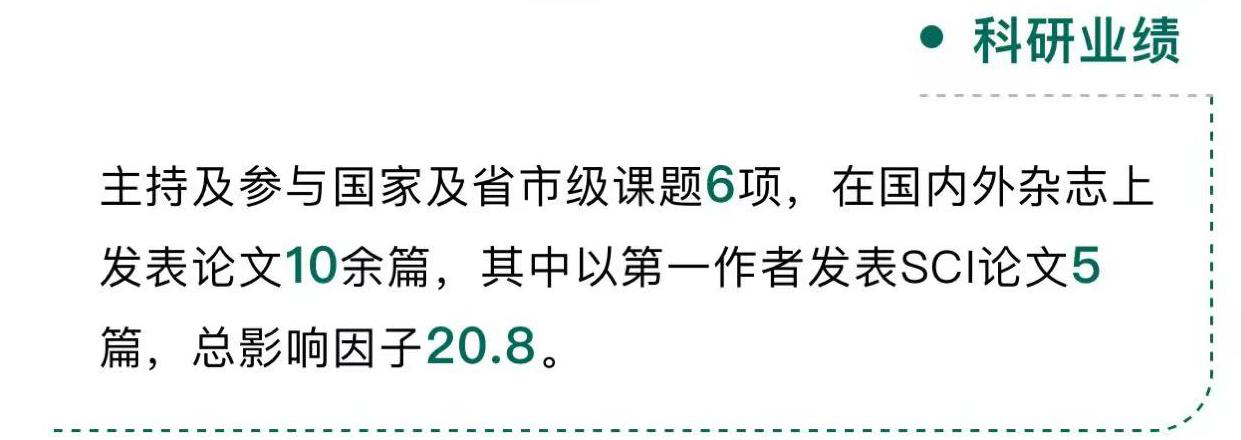 科研业绩
主持及参与国家及省市级课题6项，在国内外杂志上
发表论文10余篇，其中以第一作者发表SCI论文5
篇，总影响因子20.8。